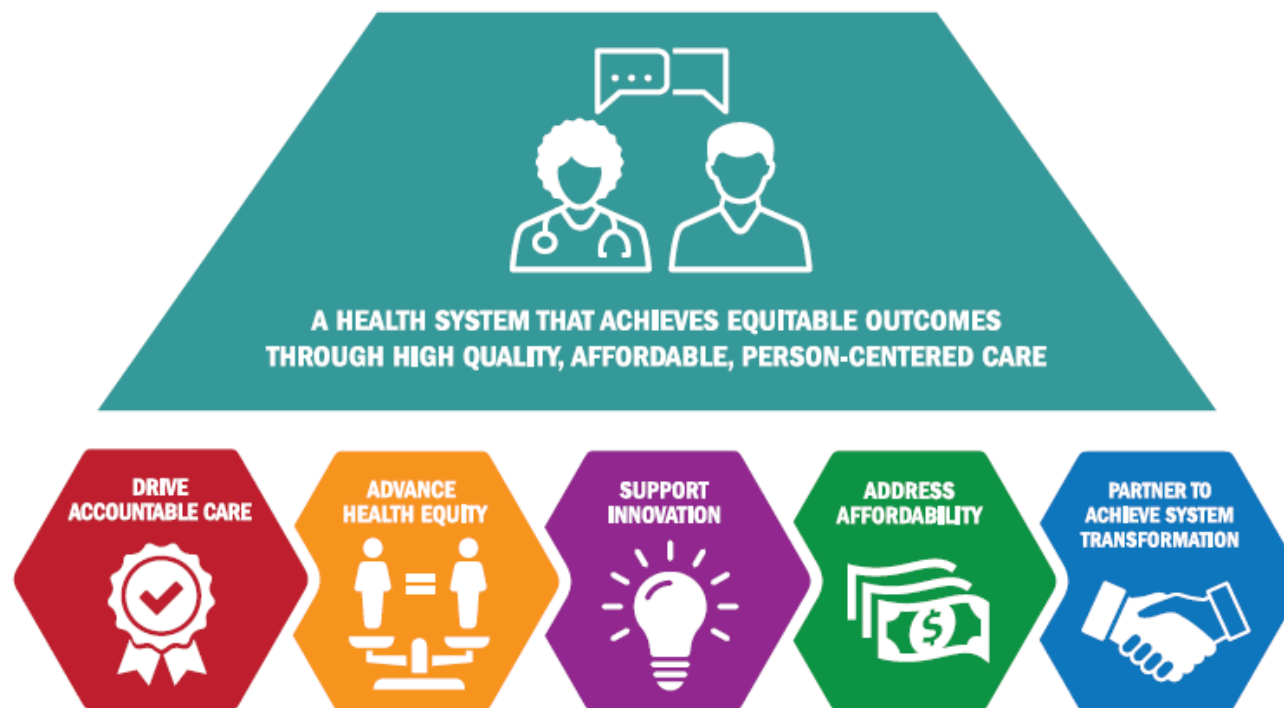 A HEALTH SYSTEM THAT ACHIEVES EQUITABLE OUTCOMES
THROUGH HIGH QUALITY, AFFORDABLE, PERSON-CENTERED CARE
DRIVE
ACCOUNTABLE CARE
ADVANCE
HEALTH EQUITY
=
SUPPORT
INNOVATION
ADDRESS
AFFORDABILITY
$
PARTNER TO
ACHIEVE SYSTEM
TRANSFORMATION